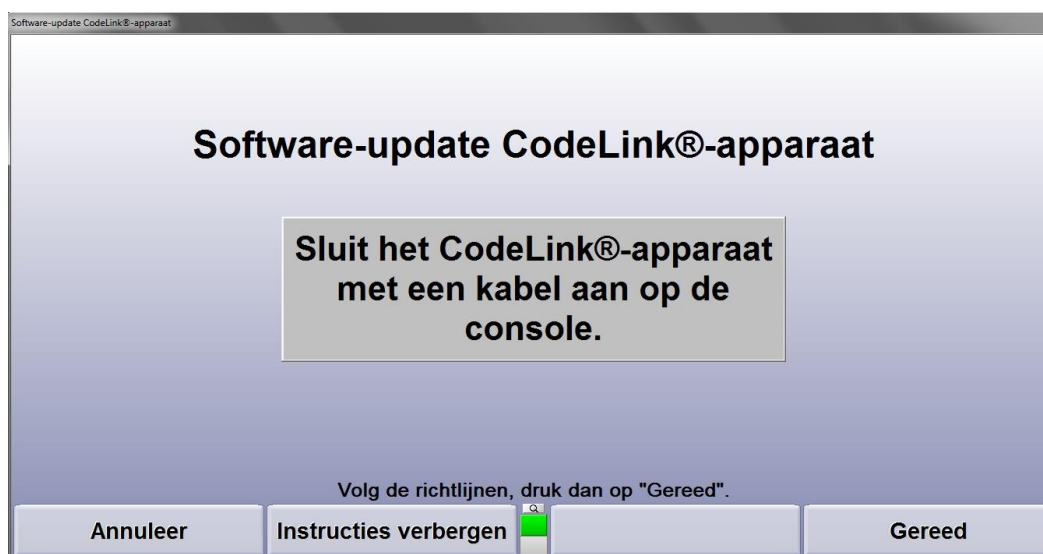 Software-update CodeLink®-apparaat
Software-update CodeLink®-apparaat
Sluit het CodeLink®-apparaat
met een kabel aan op de
console.
Volg de richtlijnen, druk dan op "Gereed".
Annuleer
Instructies verbergen
Gereed